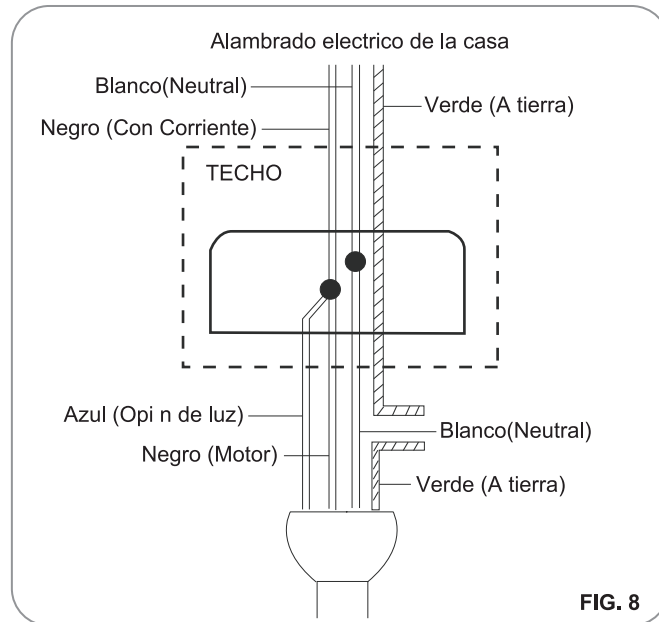 Alambrado electrico de la casa
Blanco(Neutral)
Verde (A tierra)
Negro (Con Corriente)
TECHO
Azul (Opi n de luz)
Blanco(Neutral)
Negro (Motor)
Verde (A tierra)
FIG. 8